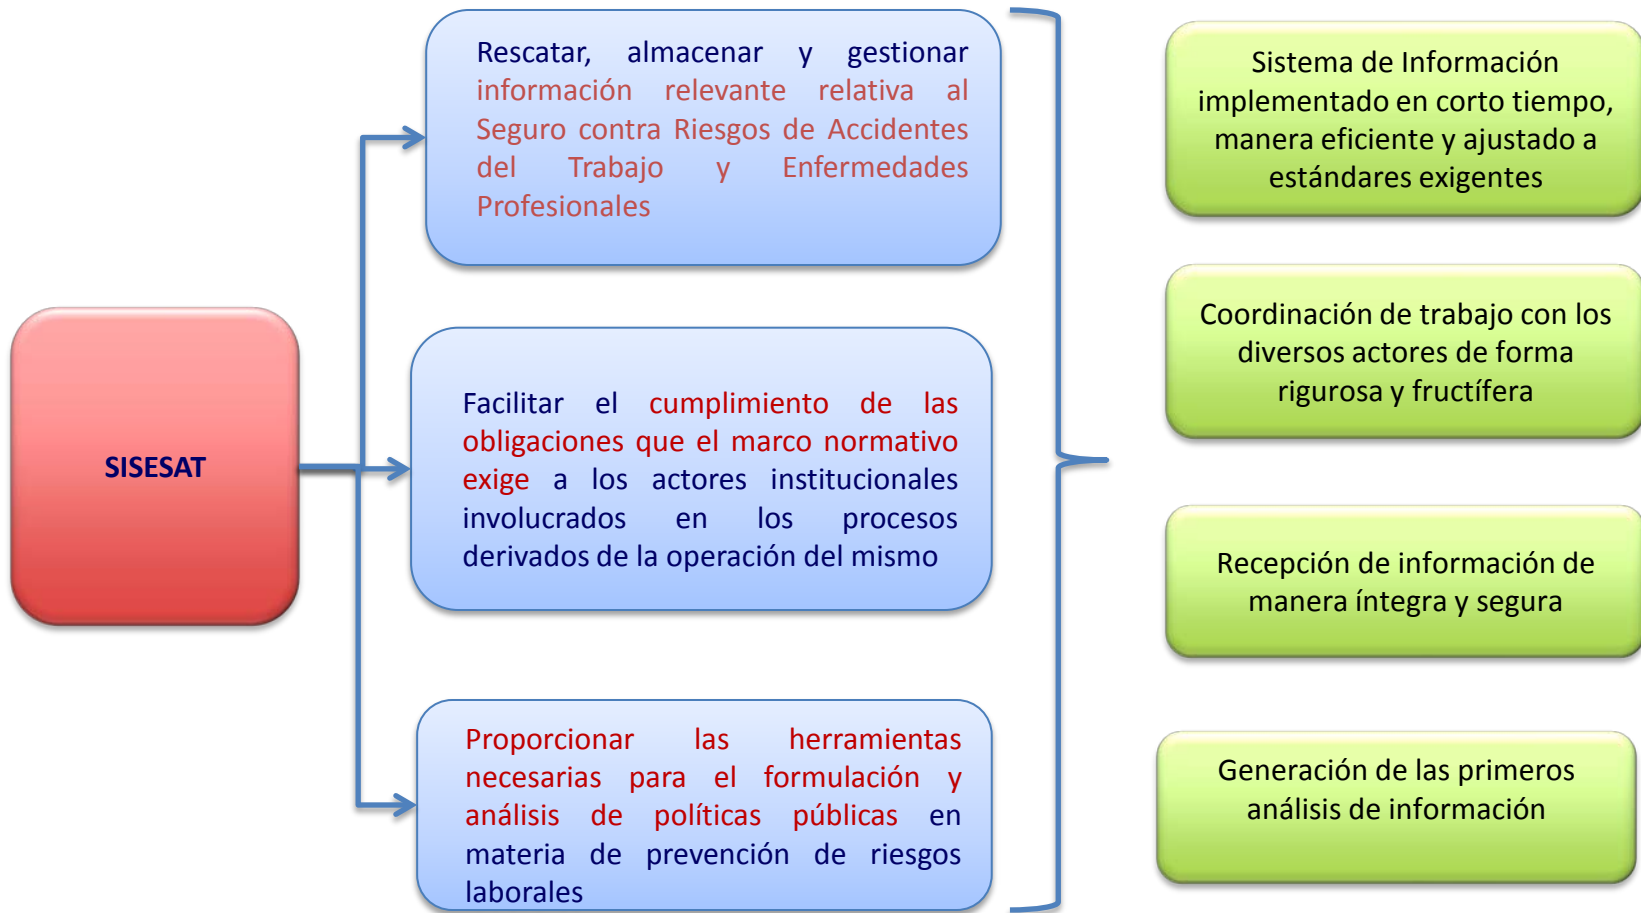 SISESAT
Rescatar, almacenar y gestionar
información relevante relativa al
Seguro contra Riesgos de Accidentes
del Trabajo y Enfermedades
Profesionales
Facilitar el cumplimiento de las
obligaciones que el marco normativo
exige a los actores institucionales
involucrados en los procesos
derivados de la operación del mismo
Proporcionar las herramientas
necesarias para el formulación y
análisis de políticas públicas en
materia de prevención de riesgos
laborales
Sistema de Información
implementado en corto tiempo,
manera eficiente y ajustado a
estándares exigentes
Coordinación de trabajo con los
diversos actores de forma
rigurosa y fructífera
Recepción de información de
manera íntegra y segura
Generación de las primeros
análisis de información